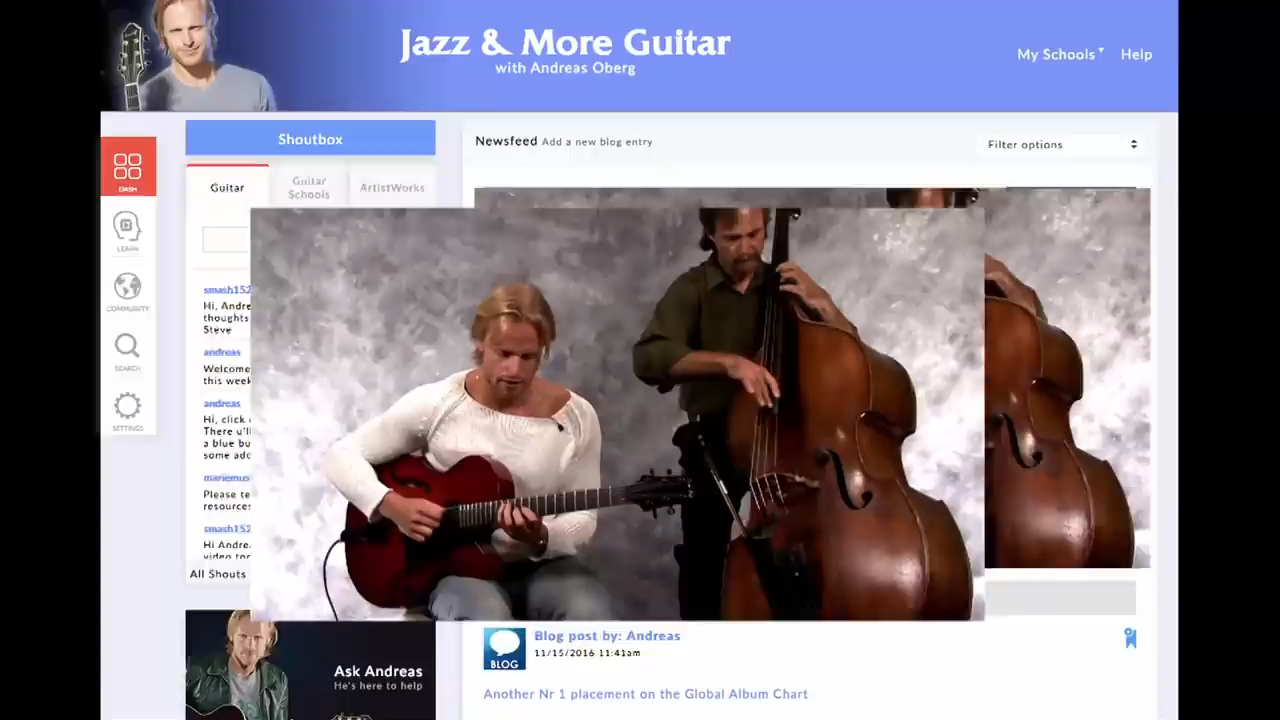 Jazz & More Guitar
with Andreas Oberg
My Schools
Help
Shoutbox
Guitar
Guitar Schools
ArtistWorks
Newsfeed
Add a new blog entry
Filter options
DASH
LEARN
COMMUNITY
SEARCH
SETTINGS
smash152
Hi, Andre
thoughts
Steve
andreas
Welcome
this week
andreas
Hi, click
There u'll
a blue bu
some add
mariemus
Please te
resources
smash152
Hi Andre
video
All Shouts
Ask Andreas
He's here to help
BLOG
Blog post by: Andreas
11/15/2016 11:41am
Another Nr 1 placement on the Global Album Chart